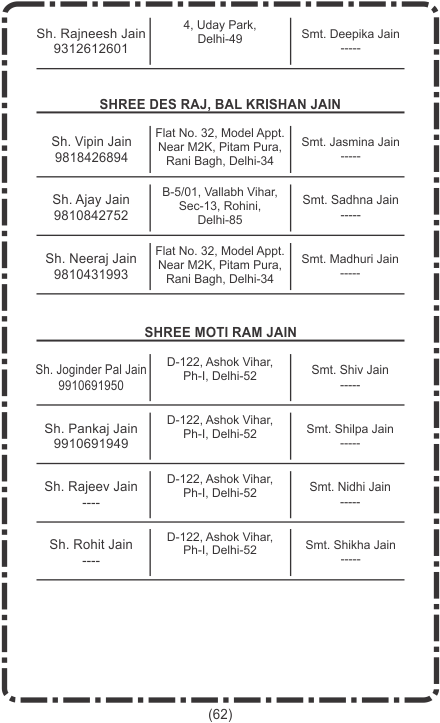 Sh. Rajneesh Jain
9312612601
4, Uday Park,
Delhi-49
Smt. Deepika Jain
-----
SHREE DES RAJ, BAL KRISHAN JAIN
Sh. Vipin Jain
9818426894
Flat No. 32, Model Appt.
Near M2K, Pitam Pura,
Rani Bagh, Delhi-34
Smt. Jasmina Jain
-----
Sh. Ajay Jain
9810842752
B-5/01, Vallabh Vihar,
Sec-13, Rohini,
Delhi-85
Smt. Sadhna Jain
-----
Sh. Neeraj Jain
9810431993
Flat No. 32, Model Appt.
Near M2K, Pitam Pura,
Rani Bagh, Delhi-34
Smt. Madhuri Jain
-----
SHREE MOTI RAM JAIN
Sh. Joginder Pal Jain
9910691950
D-122, Ashok Vihar,
Ph-I, Delhi-52
Smt. Shiv Jain
-----
Sh. Pankaj Jain
9910691949
D-122, Ashok Vihar,
Ph-I, Delhi-52
Smt. Shilpa Jain
-----
Sh. Rajeev Jain
----
D-122, Ashok Vihar,
Ph-I, Delhi-52
Smt. Nidhi Jain
-----
Sh. Rohit Jain
----
D-122, Ashok Vihar,
Ph-I, Delhi-52
Smt. Shikha Jain
-----
(62)